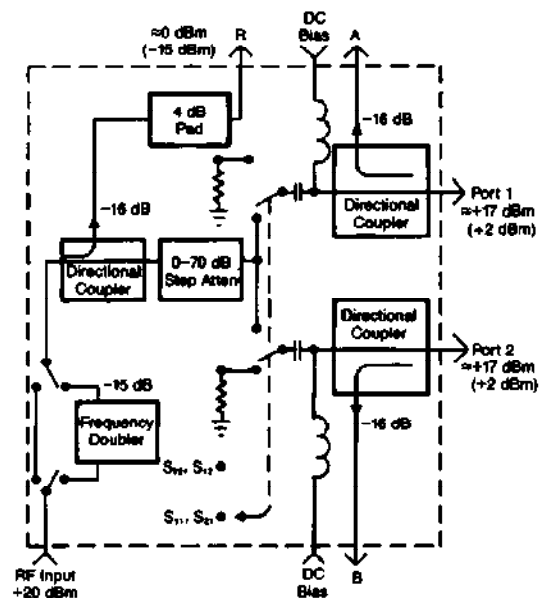 ≈0 dBm
(−15 dBm)
R
DC
Bias
A
4 dB
Pad
−16 dB
−16 dB
Directional
Coupler
Port 1
≈+17 dBm
(+2 dBm)
Directional
Coupler
0–70 dB
Step Atten
Directional
Coupler
Port 2
≈+17 dBm
(+2 dBm)
−15 dB
Frequency
Doubler
−16 dB
S₂₂, S₁₂
S₁₁, S₂₁
RF Input
+20 dBm
DC
Bias
B